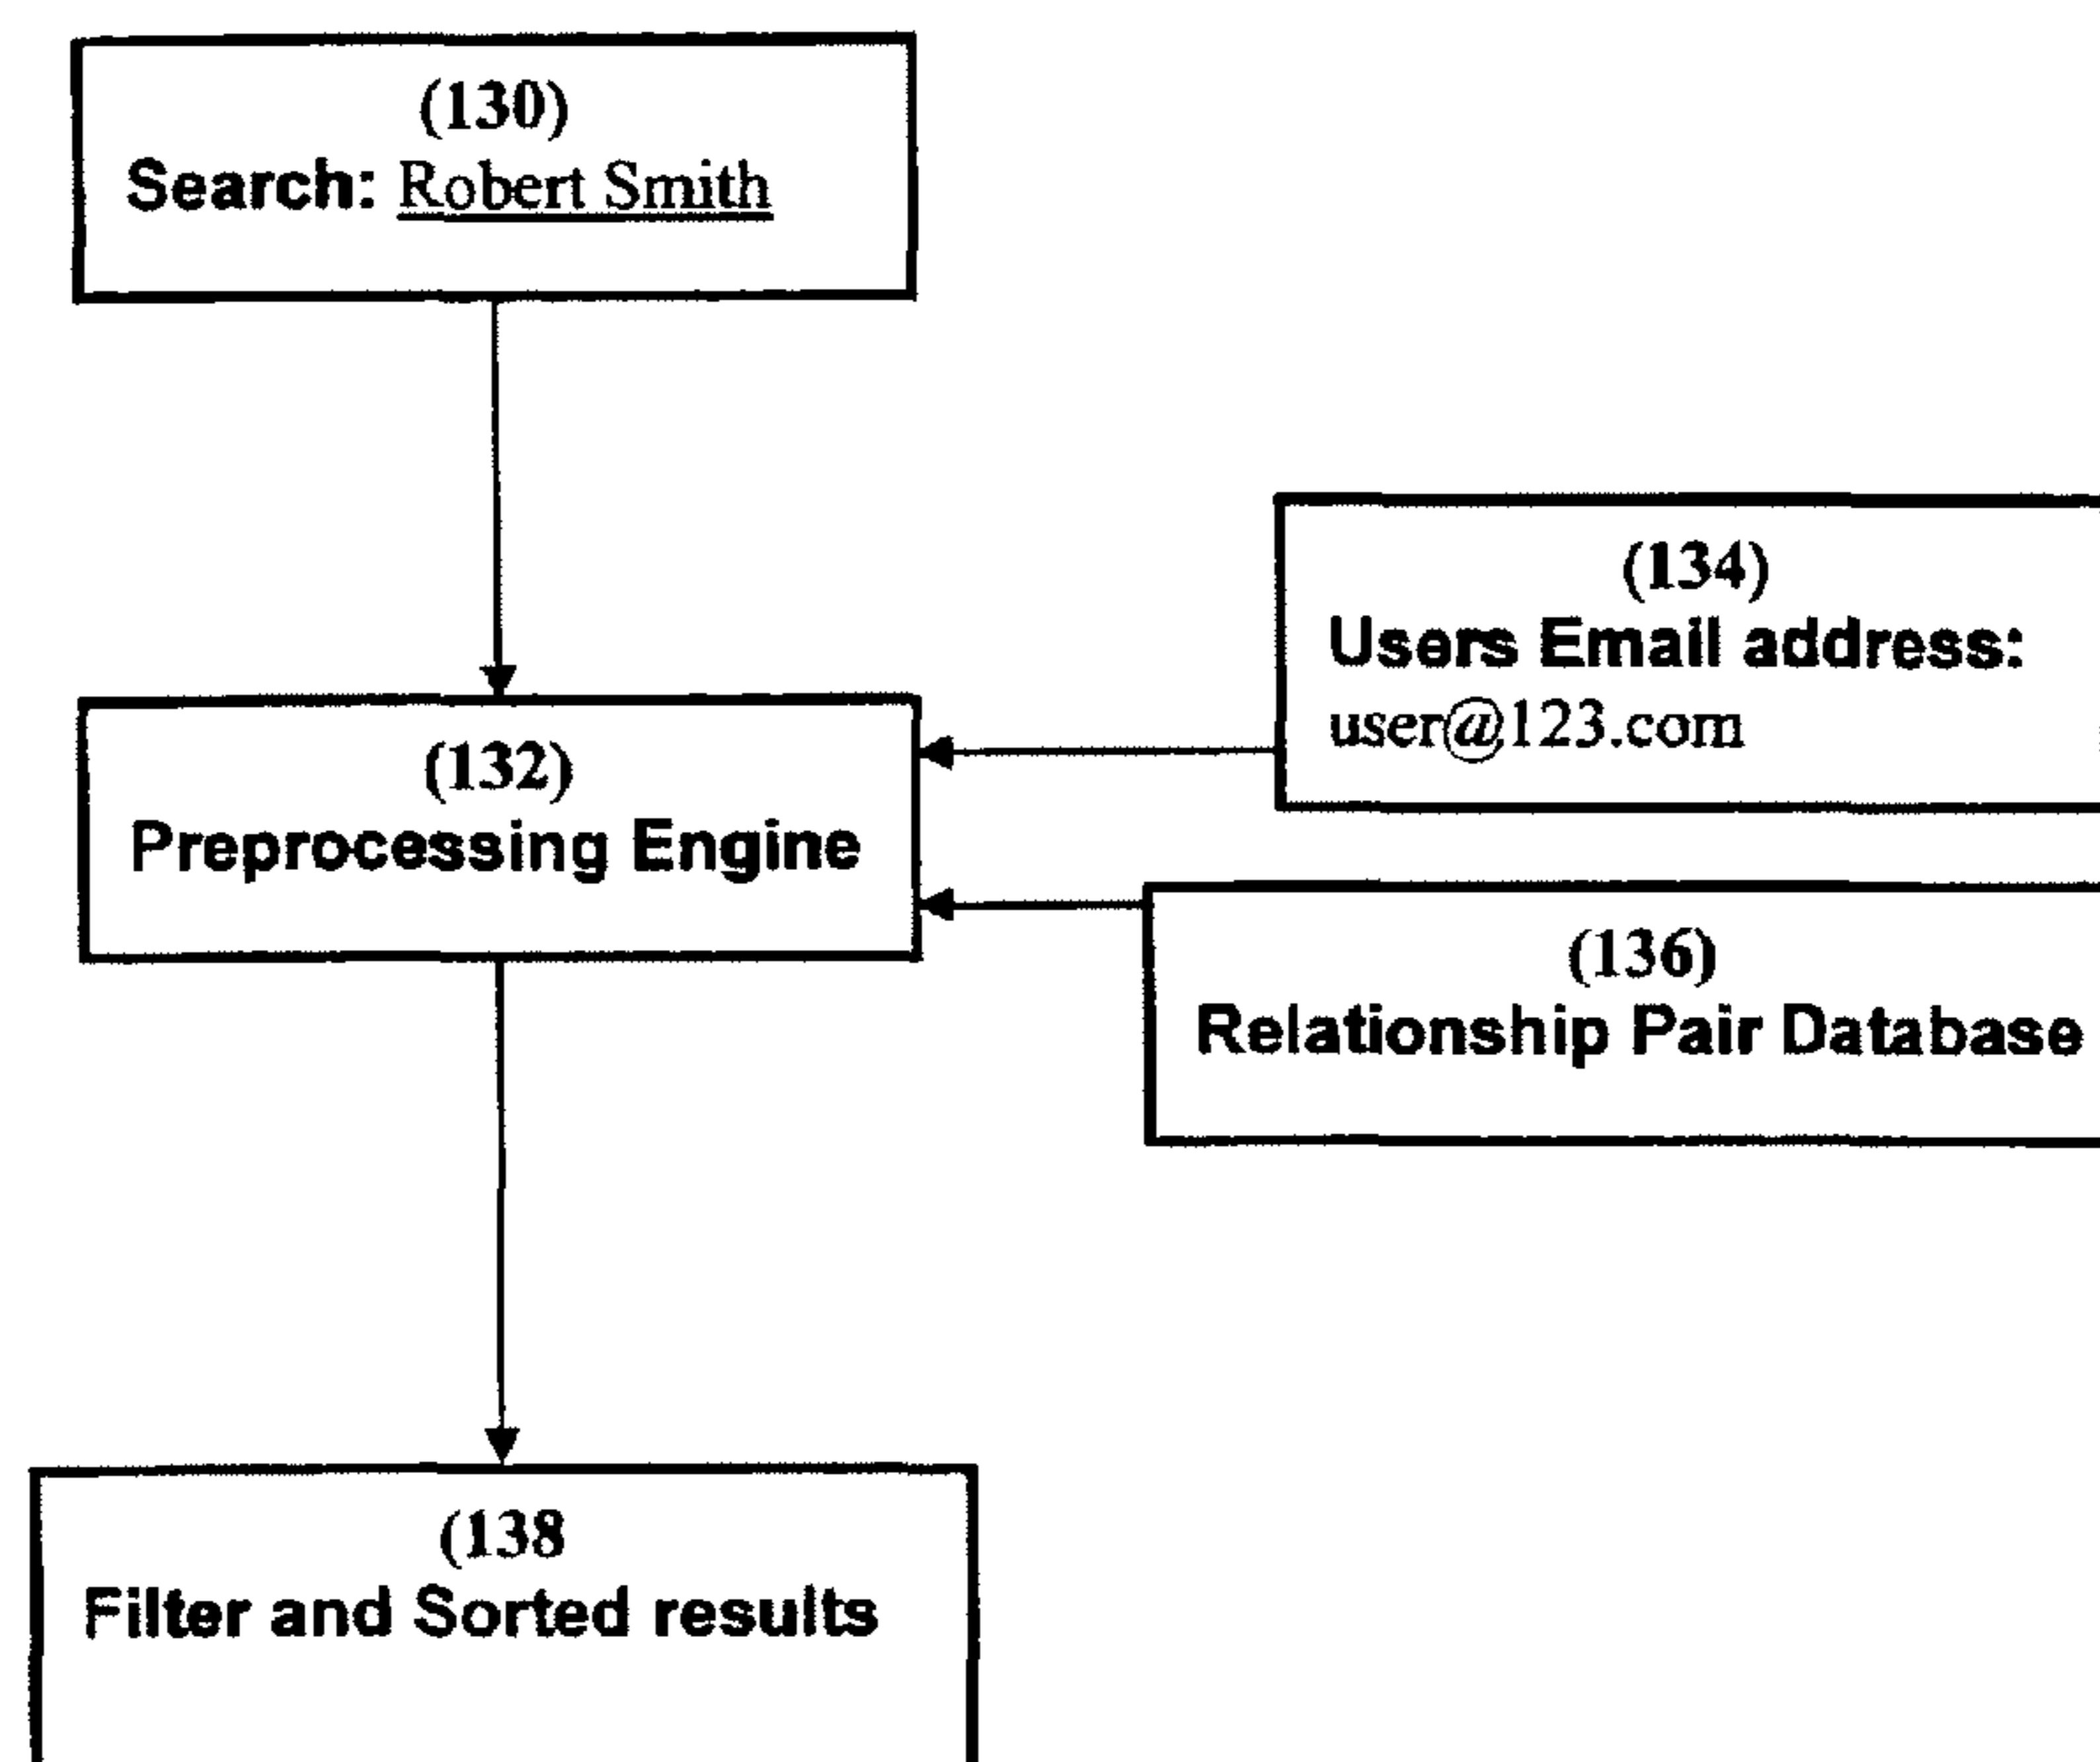 (130)
Search: Robert Smith
(134)
Users Email address:
user@123.com
(132)
Preprocessing Engine
(136)
Relationship Pair Database
(138
Filter and Sorted results